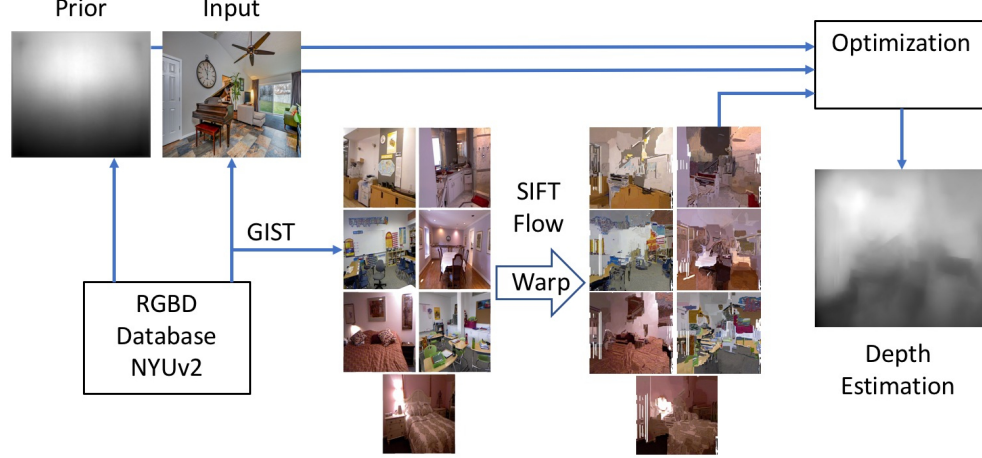 Prior
Input
Optimization
SIFT
Flow
GIST
Warp
RGBD
Database
NYUv2
Depth
Estimation